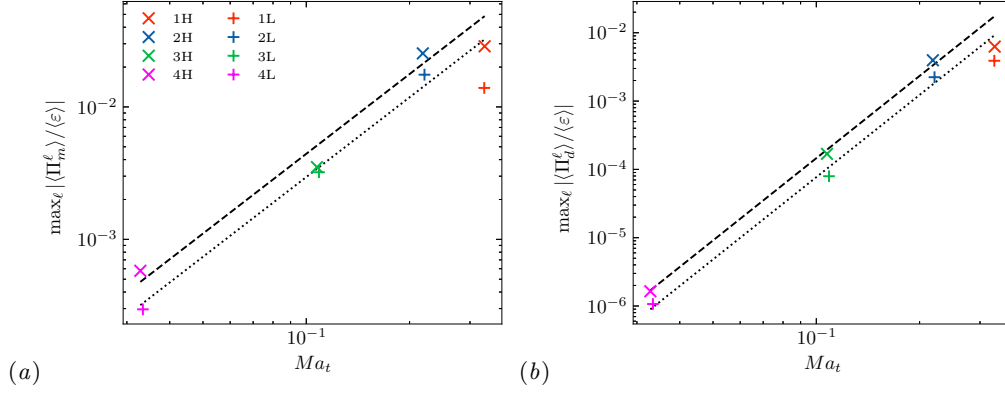 1H 1L
2H 2L
3H 3L
4H 4L
10⁻²
10⁻³
max_ℓ |⟨Π_m^ℓ⟩/⟨ε⟩|
10⁻¹
Ma_t
(a)
10⁻²
10⁻³
10⁻⁴
10⁻⁵
10⁻⁶
max_ℓ |⟨Π_d^ℓ⟩/⟨ε⟩|
10⁻¹
Ma_t
(b)